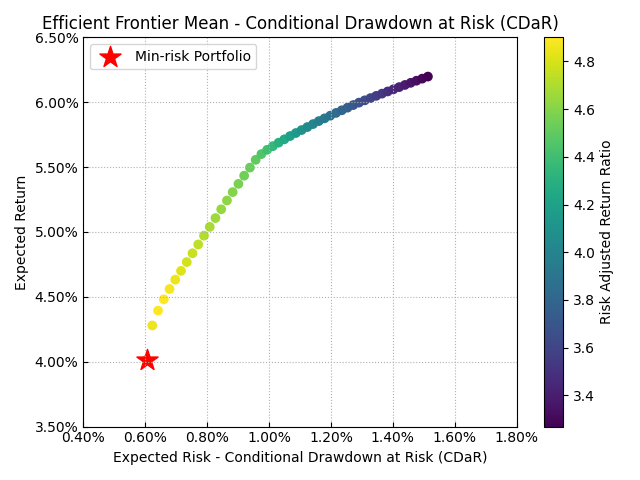 Efficient Frontier Mean - Conditional Drawdown at Risk (CDaR)
Min-risk Portfolio
Expected Return
6.50%
6.00%
5.50%
5.00%
4.50%
4.00%
3.50%
0.40% 0.60% 0.80% 1.00% 1.20% 1.40% 1.60% 1.80%
Expected Risk - Conditional Drawdown at Risk (CDaR)
4.8
4.6
4.4
4.2
4.0
3.8
3.6
3.4
Risk Adjusted Return Ratio